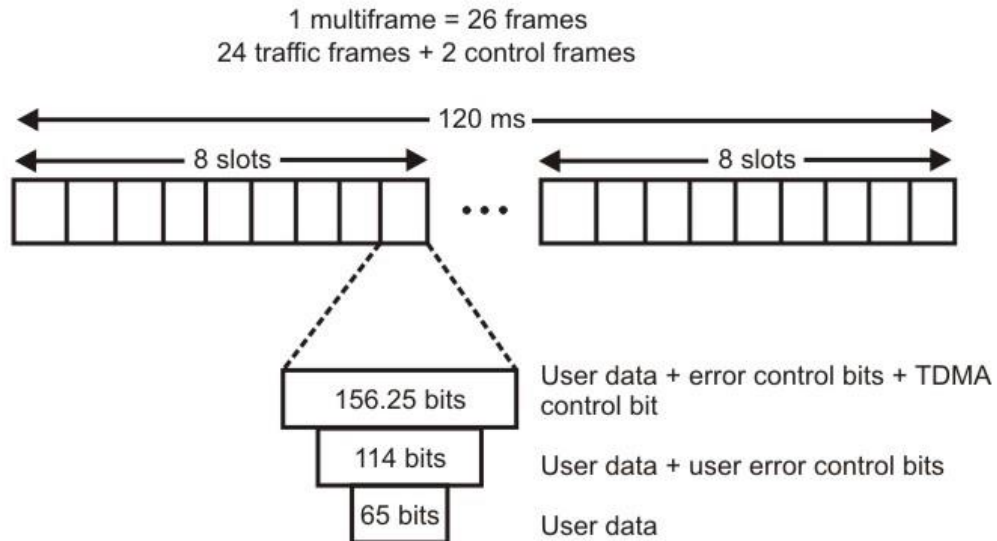 1 multiframe = 26 frames
24 traffic frames + 2 control frames
120 ms
8 slots
8 slots
156.25 bits
User data + error control bits + TDMA
control bit
114 bits
User data + user error control bits
65 bits
User data